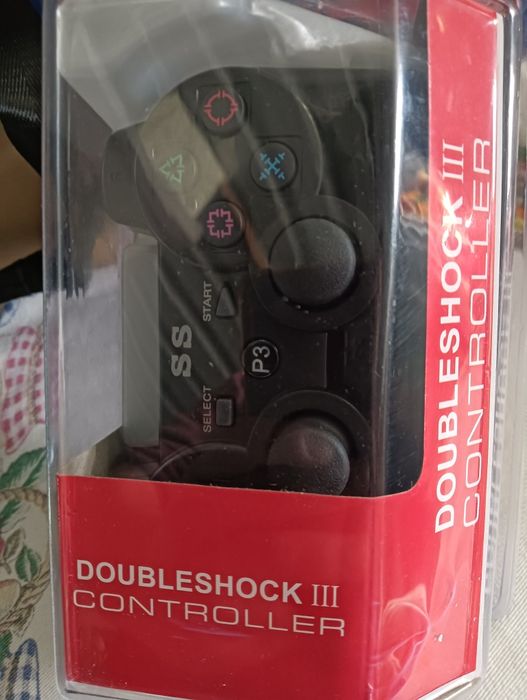 START
SS
P3
SELECT
DOUBLESHOCK III
CONTROLLER
DOUBLESHOCK III
CONTROLLER